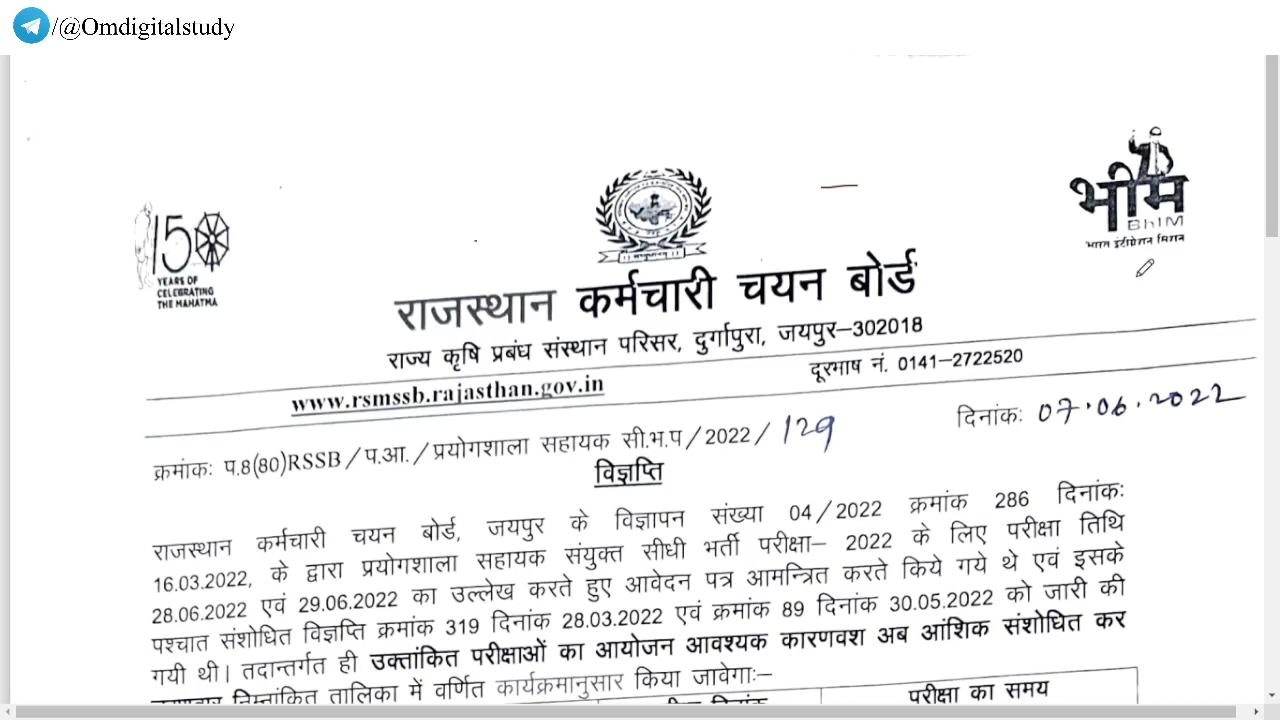 /@Omdigitalstudy
150
YEARS OF
CELEBRATING
THE MAHATMA
भीम
BHIM
राजस्थान कर्मचारी चयन बोर्ड
राज्य कृषि प्रबंध संस्थान परिसर, दुर्गापुरा, जयपुर–302018
www.rsmssb.rajasthan.gov.in
दूरभाष नं. 0141–2722520
क्रमांक: प.8(80)RSSB/प.आ./प्रयोगशाला सहायक सी.भ.प/2022/129
दिनांक: 07.06.2022
विज्ञप्ति
राजस्थान कर्मचारी चयन बोर्ड, जयपुर के विज्ञापन संख्या 04/2022 क्रमांक 286 दिनांक:
16.03.2022, के द्वारा प्रयोगशाला सहायक संयुक्त सीधी भर्ती परीक्षा– 2022 के लिए परीक्षा तिथि
28.06.2022 एवं 29.06.2022 का उल्लेख करते हुए आवेदन पत्र आमन्त्रित करते किये गये थे एवं इसके
पश्चात संशोधित विज्ञप्ति क्रमांक 319 दिनांक 28.03.2022 एवं क्रमांक 89 दिनांक 30.05.2022 को जारी की
गयी थी। तदान्तर्गत ही उक्तांकित परीक्षाओं का आयोजन आवश्यक कारणवश अब आंशिक संशोधित कर
निम्नांकित तालिका में वर्णित कार्यक्रमानुसार किया जावेगाः–
परीक्षा का समय